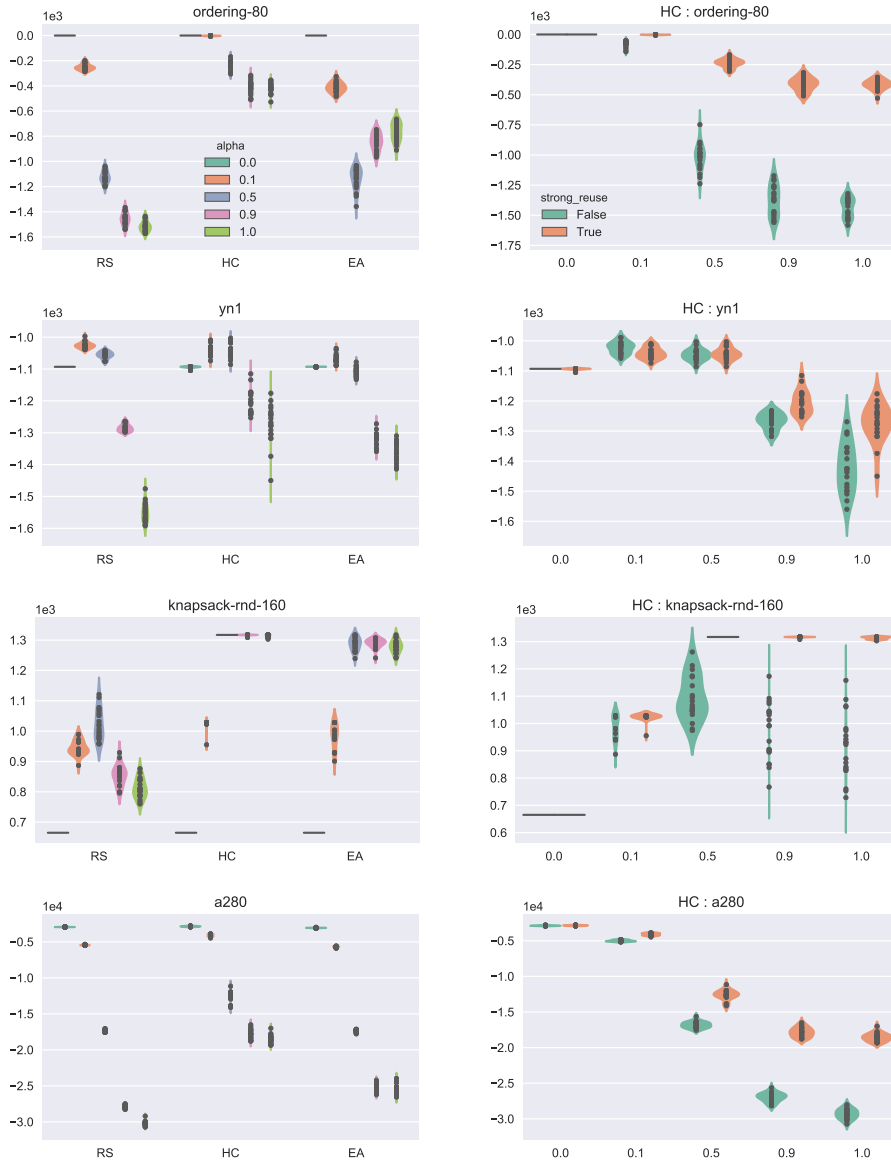 ordering-80
1e3
0.0
−0.2
−0.4
−0.6
−0.8
−1.0
−1.2
−1.4
−1.6
alpha
0.0
0.1
0.5
0.9
1.0
RS HC EA
HC : ordering-80
1e3
0.00
−0.25
−0.50
−0.75
−1.00
−1.25
−1.50
−1.75
strong_reuse
False
True
0.0 0.1 0.5 0.9 1.0
yn1
1e3
−1.0
−1.1
−1.2
−1.3
−1.4
−1.5
−1.6
RS HC EA
HC : yn1
1e3
−1.0
−1.1
−1.2
−1.3
−1.4
−1.5
−1.6
0.0 0.1 0.5 0.9 1.0
knapsack-rnd-160
1e3
1.3
1.2
1.1
1.0
0.9
0.8
0.7
RS HC EA
HC : knapsack-rnd-160
1e3
1.3
1.2
1.1
1.0
0.9
0.8
0.7
0.6
0.0 0.1 0.5 0.9 1.0
a280
1e4
−0.5
−1.0
−1.5
−2.0
−2.5
−3.0
RS HC EA
HC : a280
1e4
−0.5
−1.0
−1.5
−2.0
−2.5
−3.0
0.0 0.1 0.5 0.9 1.0